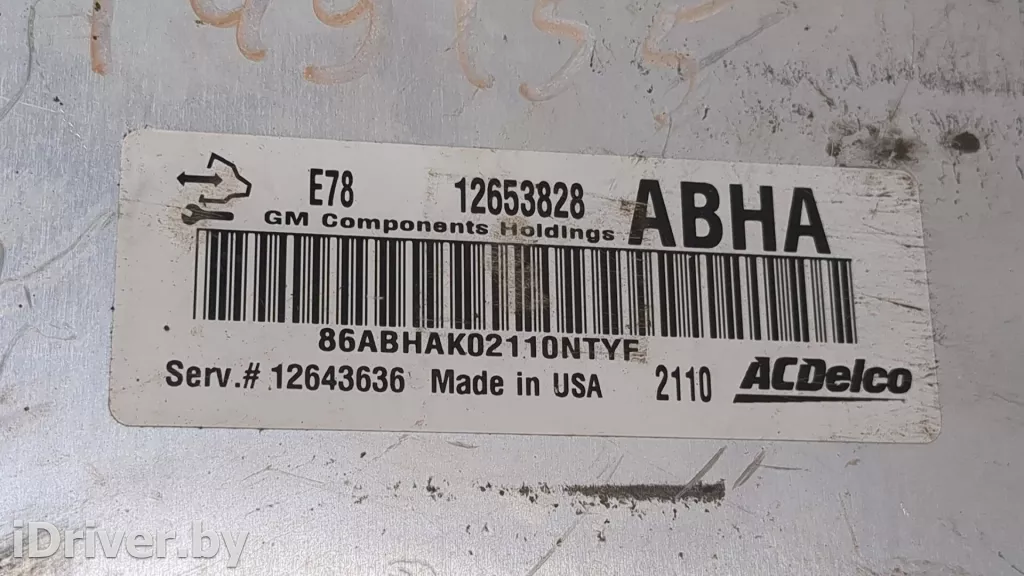 E78 12653828 ABHA
GM Components Holdings
86ABHAK02110NTYF
Serv.# 12643636 Made in USA 2110 ACDelco
iDriver.by